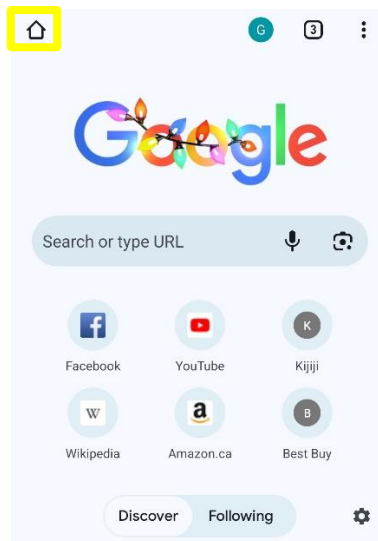 G 3
Google
Search or type URL
f K
Facebook YouTube Kijiji
W a B
Wikipedia Amazon.ca Best Buy
Discover Following